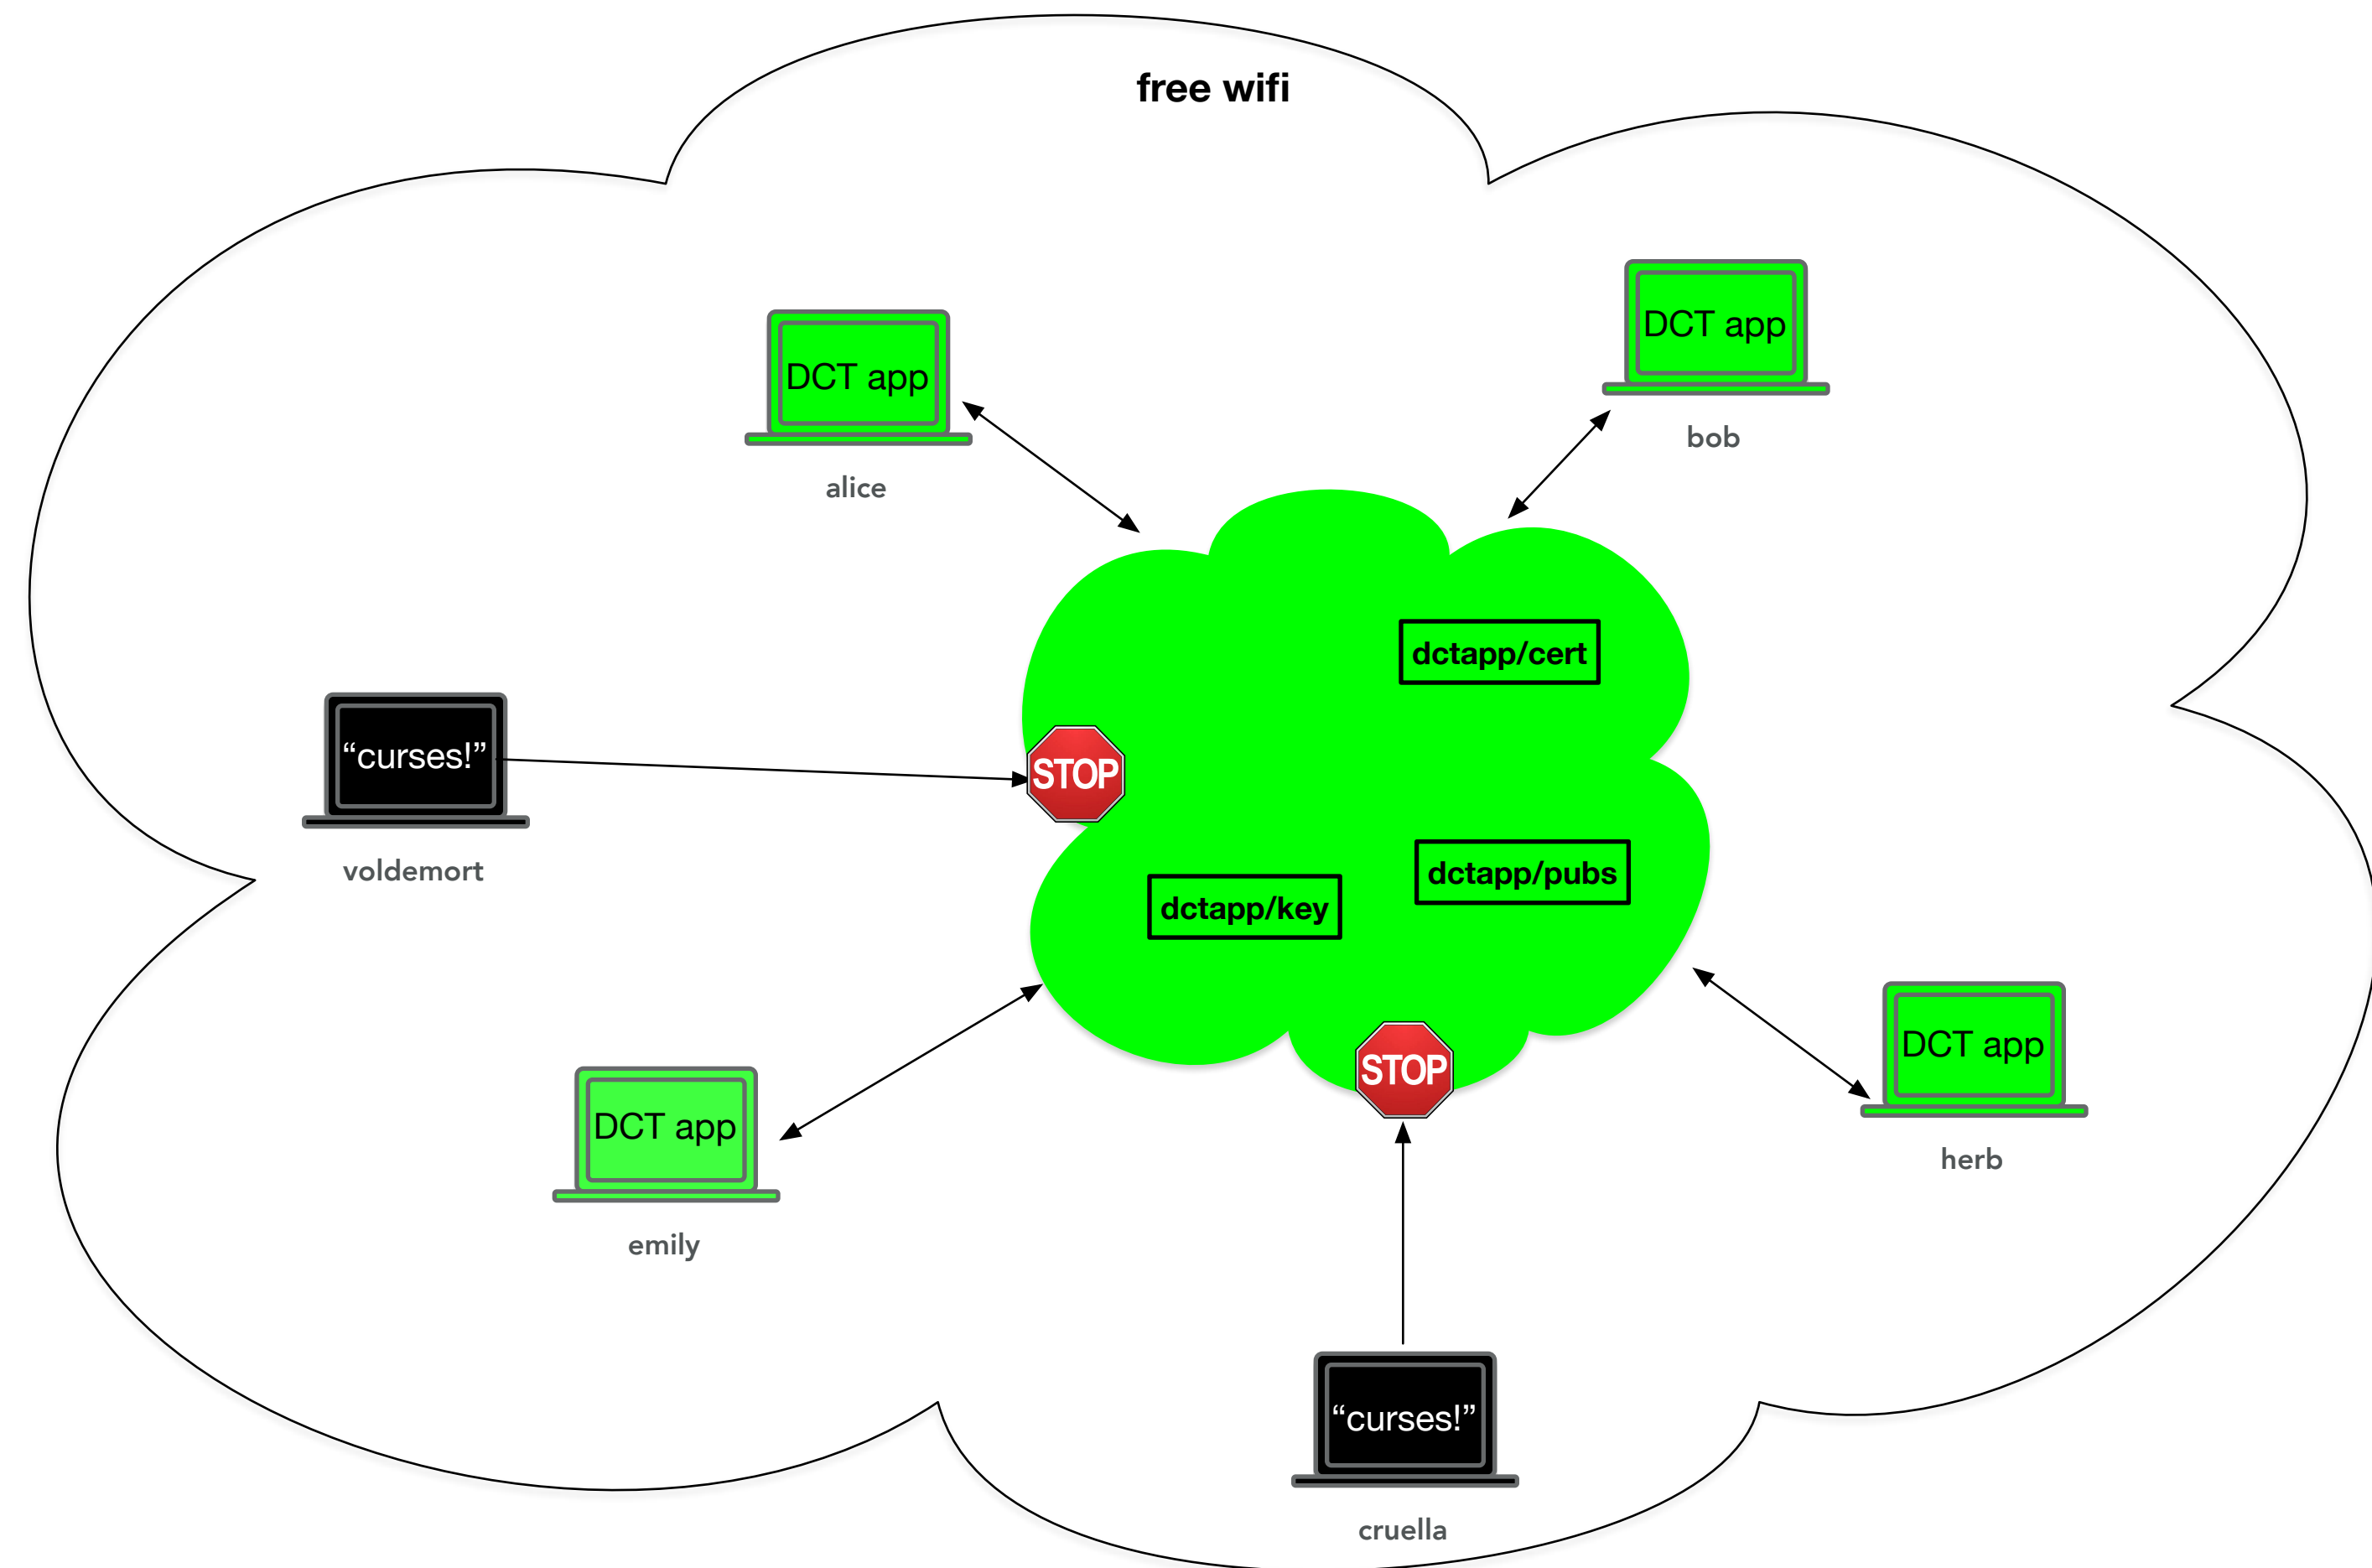 free wifi
DCT app
bob
DCT app
alice
dctapp/cert
“curses!”
voldemort
STOP
dctapp/pubs
dctapp/key
DCT app
herb
STOP
DCT app
emily
“curses!”
cruella